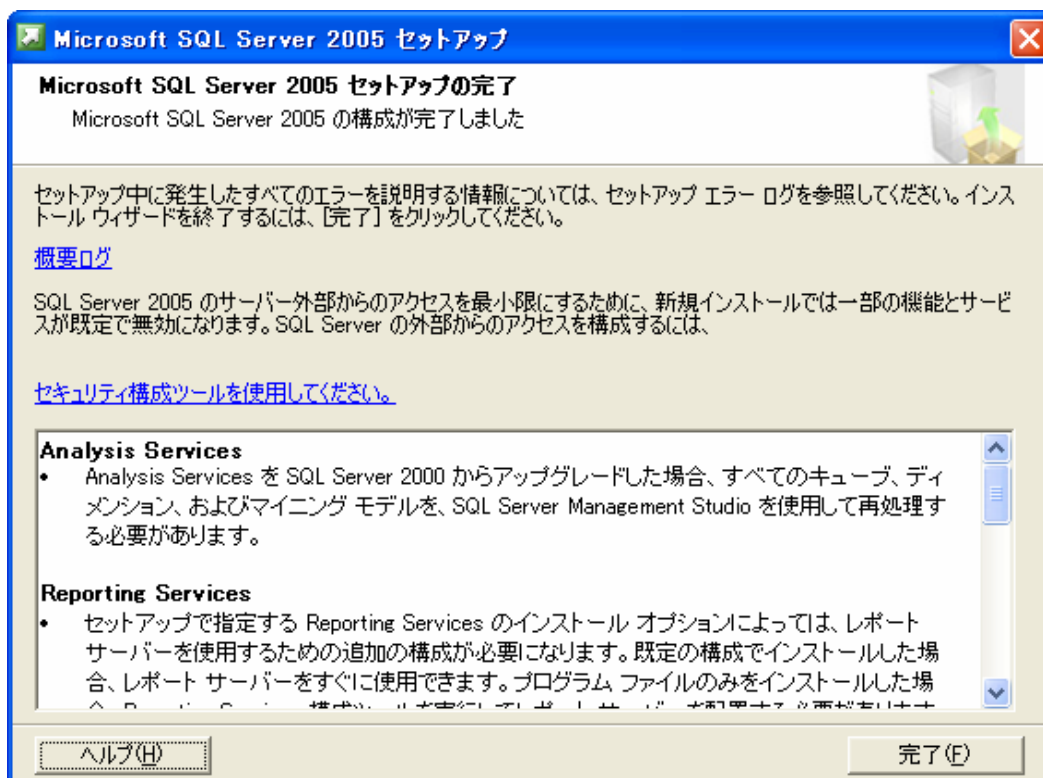 Microsoft SQL Server 2005 セットアップ
Microsoft SQL Server 2005 セットアップの完了
Microsoft SQL Server 2005 の構成が完了しました
セットアップ中に発生したすべてのエラーを説明する情報については、セットアップ エラー ログを参照してください。インス
トール ウィザードを終了するには、[完了] をクリックしてください。
概要ログ
SQL Server 2005 のサーバー外部からのアクセスを最小限にするために、新規インストールでは一部の機能とサービ
スが既定で無効になります。SQL Server の外部からのアクセスを構成するには、
セキュリティ構成ツールを使用してください。
Analysis Services
• Analysis Services を SQL Server 2000 からアップグレードした場合、すべてのキューブ、ディ
メンション、およびマイニング モデルを、SQL Server Management Studio を使用して再処理す
る必要があります。
Reporting Services
• セットアップで指定する Reporting Services のインストール オプションによっては、レポート
サーバーを使用するための追加の構成が必要になります。既定の構成でインストールした場
合、レポート サーバーをすぐに使用できます。プログラム ファイルのみをインストールした場
ヘルプ(H)
完了(F)